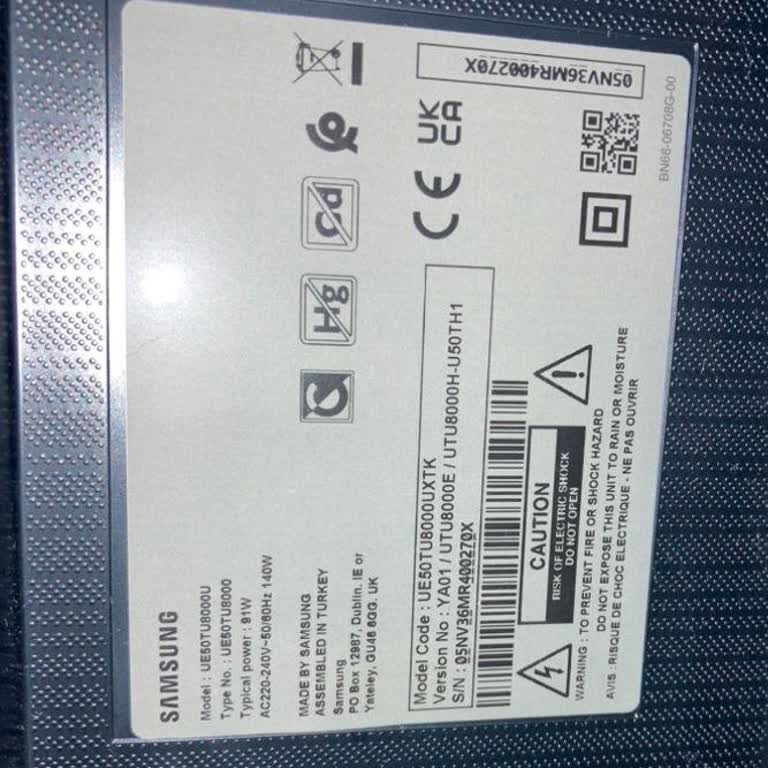 SAMSUNG
Model : UE50TU8000U
Type No. : UE50TU8000
Typical power : 91W
AC220-240V~50/60Hz 140W
MADE BY SAMSUNG
ASSEMBLED IN TURKEY
Samsung
PO Box 12987, Dublin. IE or
Yateley, GU46 6GG. UK
Cd
Hg
Model Code : UE50TU8000UXTK
Version No : YA01 / UTU8000E / UTU8000H-U50TH1
S/N : 05NV36MR400270X
CE
UK
CA
05NV36MR400270X
CAUTION
RISK OF ELECTRIC SHOCK
DO NOT OPEN
WARNING : TO PREVENT FIRE OR SHOCK HAZARD
DO NOT EXPOSE THIS UNIT TO RAIN OR MOISTURE
AVIS : RISQUE DE CHOC ELECTRIQUE - NE PAS OUVRIR
BN68-06708G-00